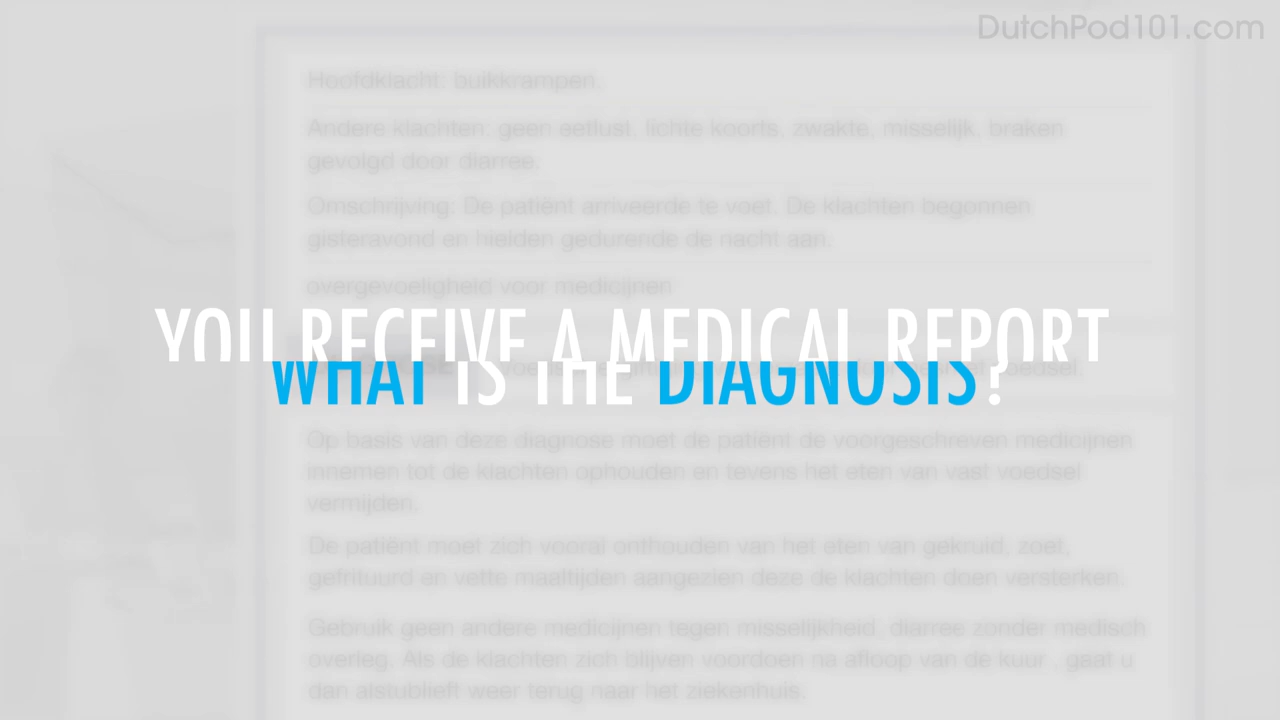 DutchPod101.com
Hoofdklacht: buikkrampen.
Andere klachten: geen eetlust, lichte koorts, zwakte, misselijk, braken
gevolgd door diarree.
Omschrijving: De patiënt arriveerde te voet. De klachten begonnen
gisteravond en hielden gedurende de nacht aan.
overgevoeligheid voor medicijnen
YOU RECEIVE A MEDICAL REPORT
voedsel.
WHAT IS THE DIAGNOSIS?
Op basis van deze diagnose moet de patiënt de voorgeschreven medicijnen
innemen tot de klachten ophouden en tevens het eten van vast voedsel
vermijden.
De patiënt moet zich vooral onthouden van het eten van gekruid, zoet,
gefrituurd en vette maaltijden aangezien deze de klachten doen versterken.
Gebruik geen andere medicijnen tegen misselijkheid, diarree zonder medisch
overleg. Als de klachten zich blijven voordoen na afloop van de kuur , gaat u
dan alstublieft weer terug naar het ziekenhuis.